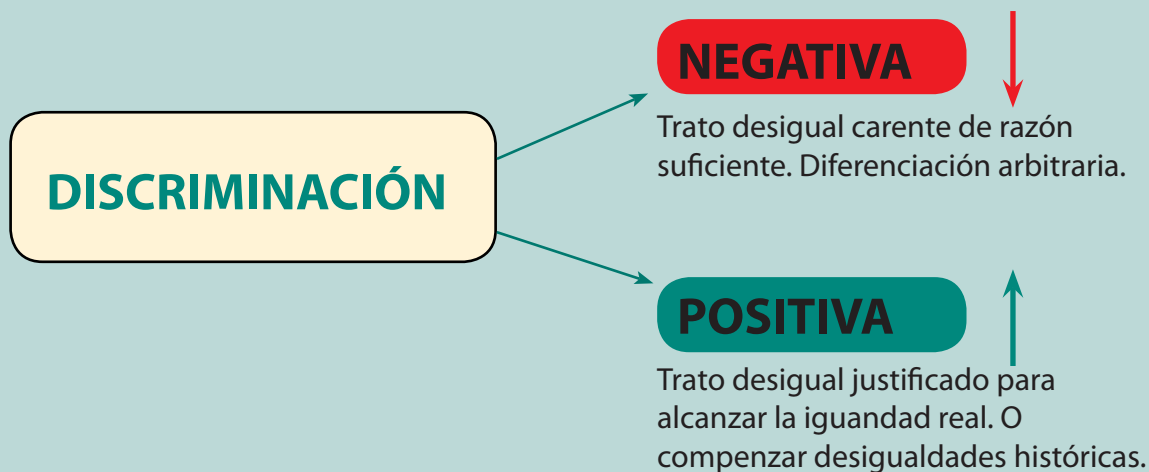 DISCRIMINACIÓN
NEGATIVA
Trato desigual carente de razón
suficiente. Diferenciación arbitraria.
POSITIVA
Trato desigual justificado para
alcanzar la iguandad real. O
compenzar desigualdades históricas.